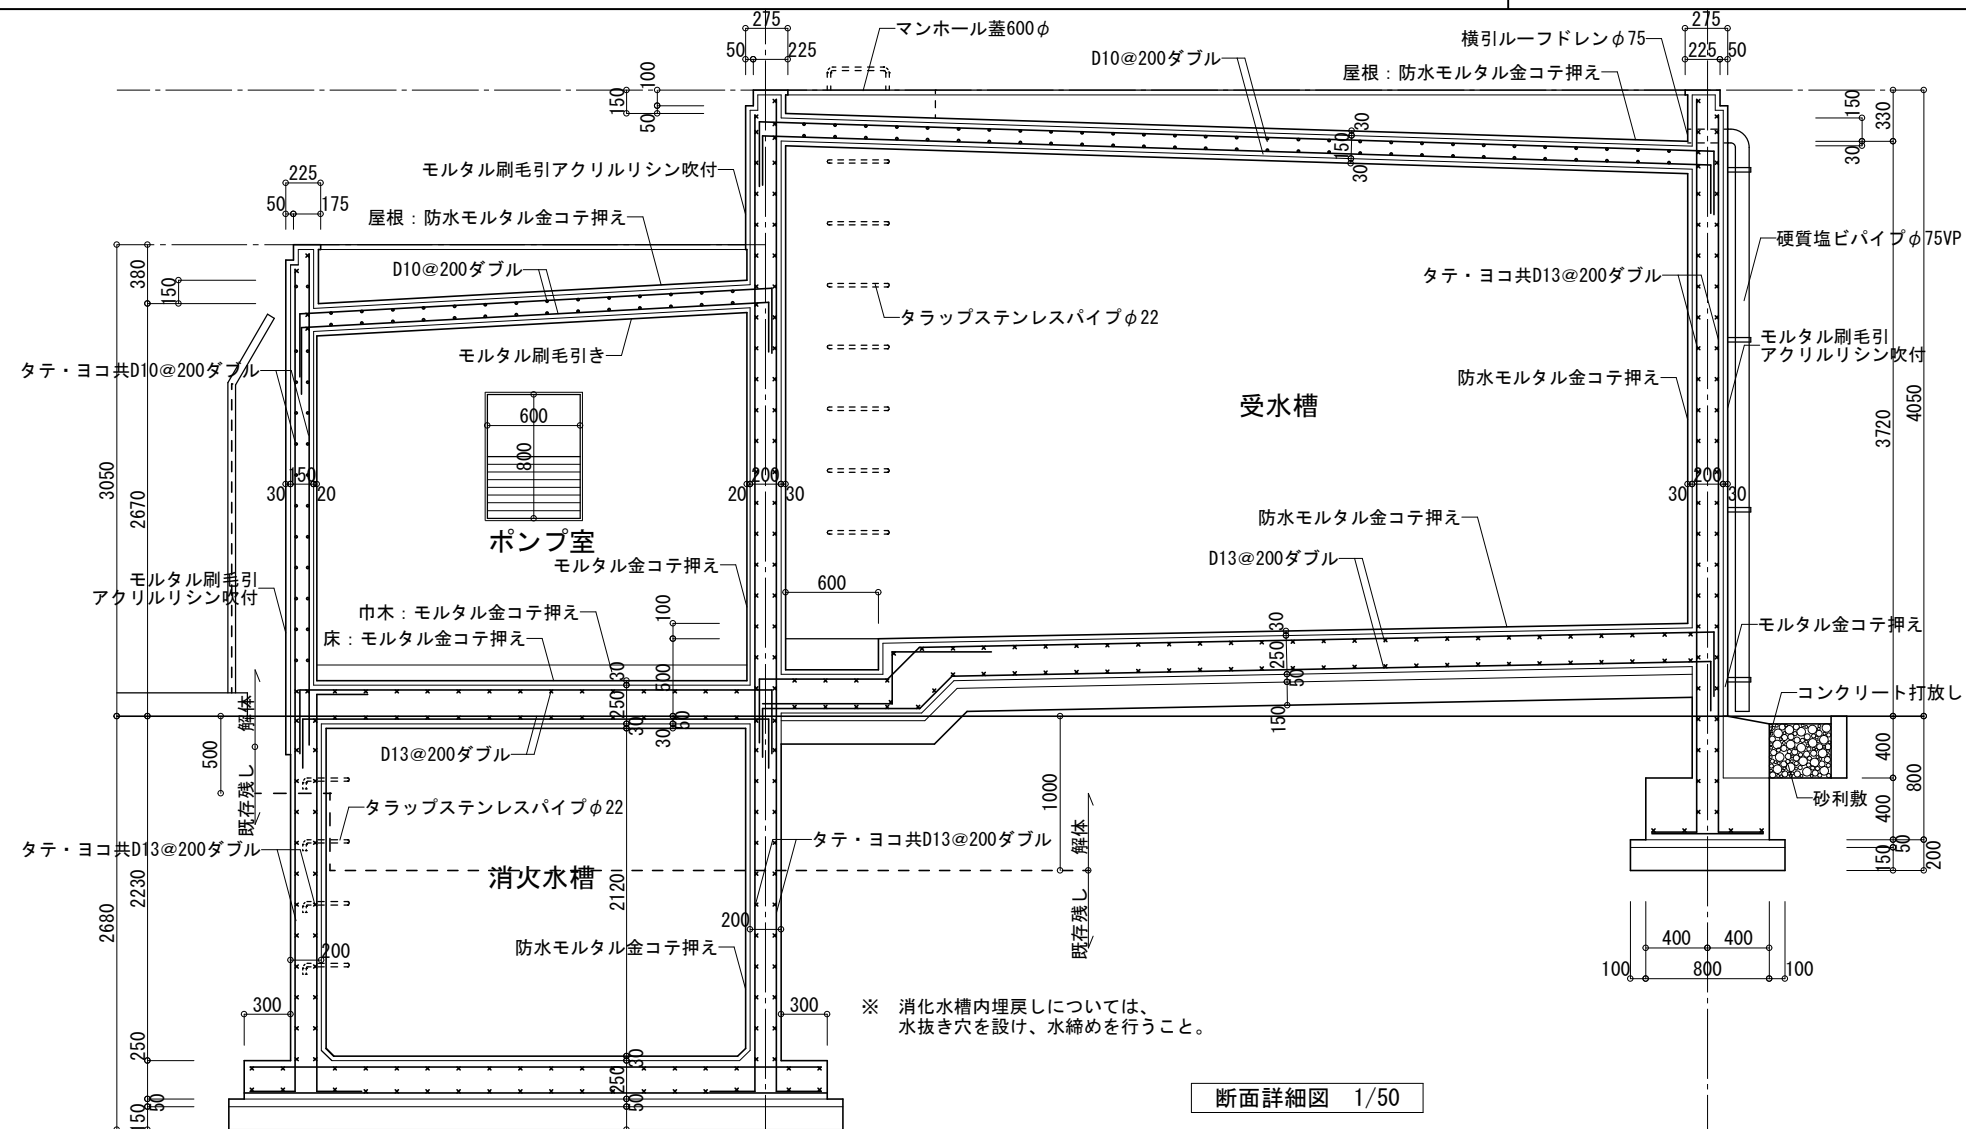 275
50
225
マンホール蓋600φ
D10@200ダブル
横引ルーフドレンφ75
屋根：防水モルタル金コテ押え
275
225
50
100
150
50
150
330
30
30
150
30
モルタル刷毛引アクリルリシン吹付
225
50
175
屋根：防水モルタル金コテ押え
D10@200ダブル
380
150
タラップステンレスパイプφ22
モルタル刷毛引き
硬質塩ビパイプφ75VP
タテ・ヨコ共D13@200ダブル
モルタル刷毛引
アクリルリシン吹付
防水モルタル金コテ押え
タテ・ヨコ共D10@200ダブル
600
800
受水槽
3720
4050
3050
2670
150
30
20
200
20
30
200
30
30
ポンプ室
防水モルタル金コテ押え
D13@200ダブル
モルタル金コテ押え
600
モルタル刷毛引
アクリルリシン吹付
巾木：モルタル金コテ押え
床：モルタル金コテ押え
100
500
30
250
30
30
50
30
250
50
150
モルタル金コテ押え
コンクリート打放し
解体
500
既存残し
D13@200ダブル
タラップステンレスパイプφ22
1000
解体
既存残し
400
400
800
砂利敷
150
50
200
タテ・ヨコ共D13@200ダブル
タテ・ヨコ共D13@200ダブル
消火水槽
2230
2680
2120
200
200
防水モルタル金コテ押え
400
400
100
800
100
300
300
※　消化水槽内埋戻しについては、
水抜き穴を設け、水締めを行うこと。
250
50
150
30
250
50
断面詳細図　1/50